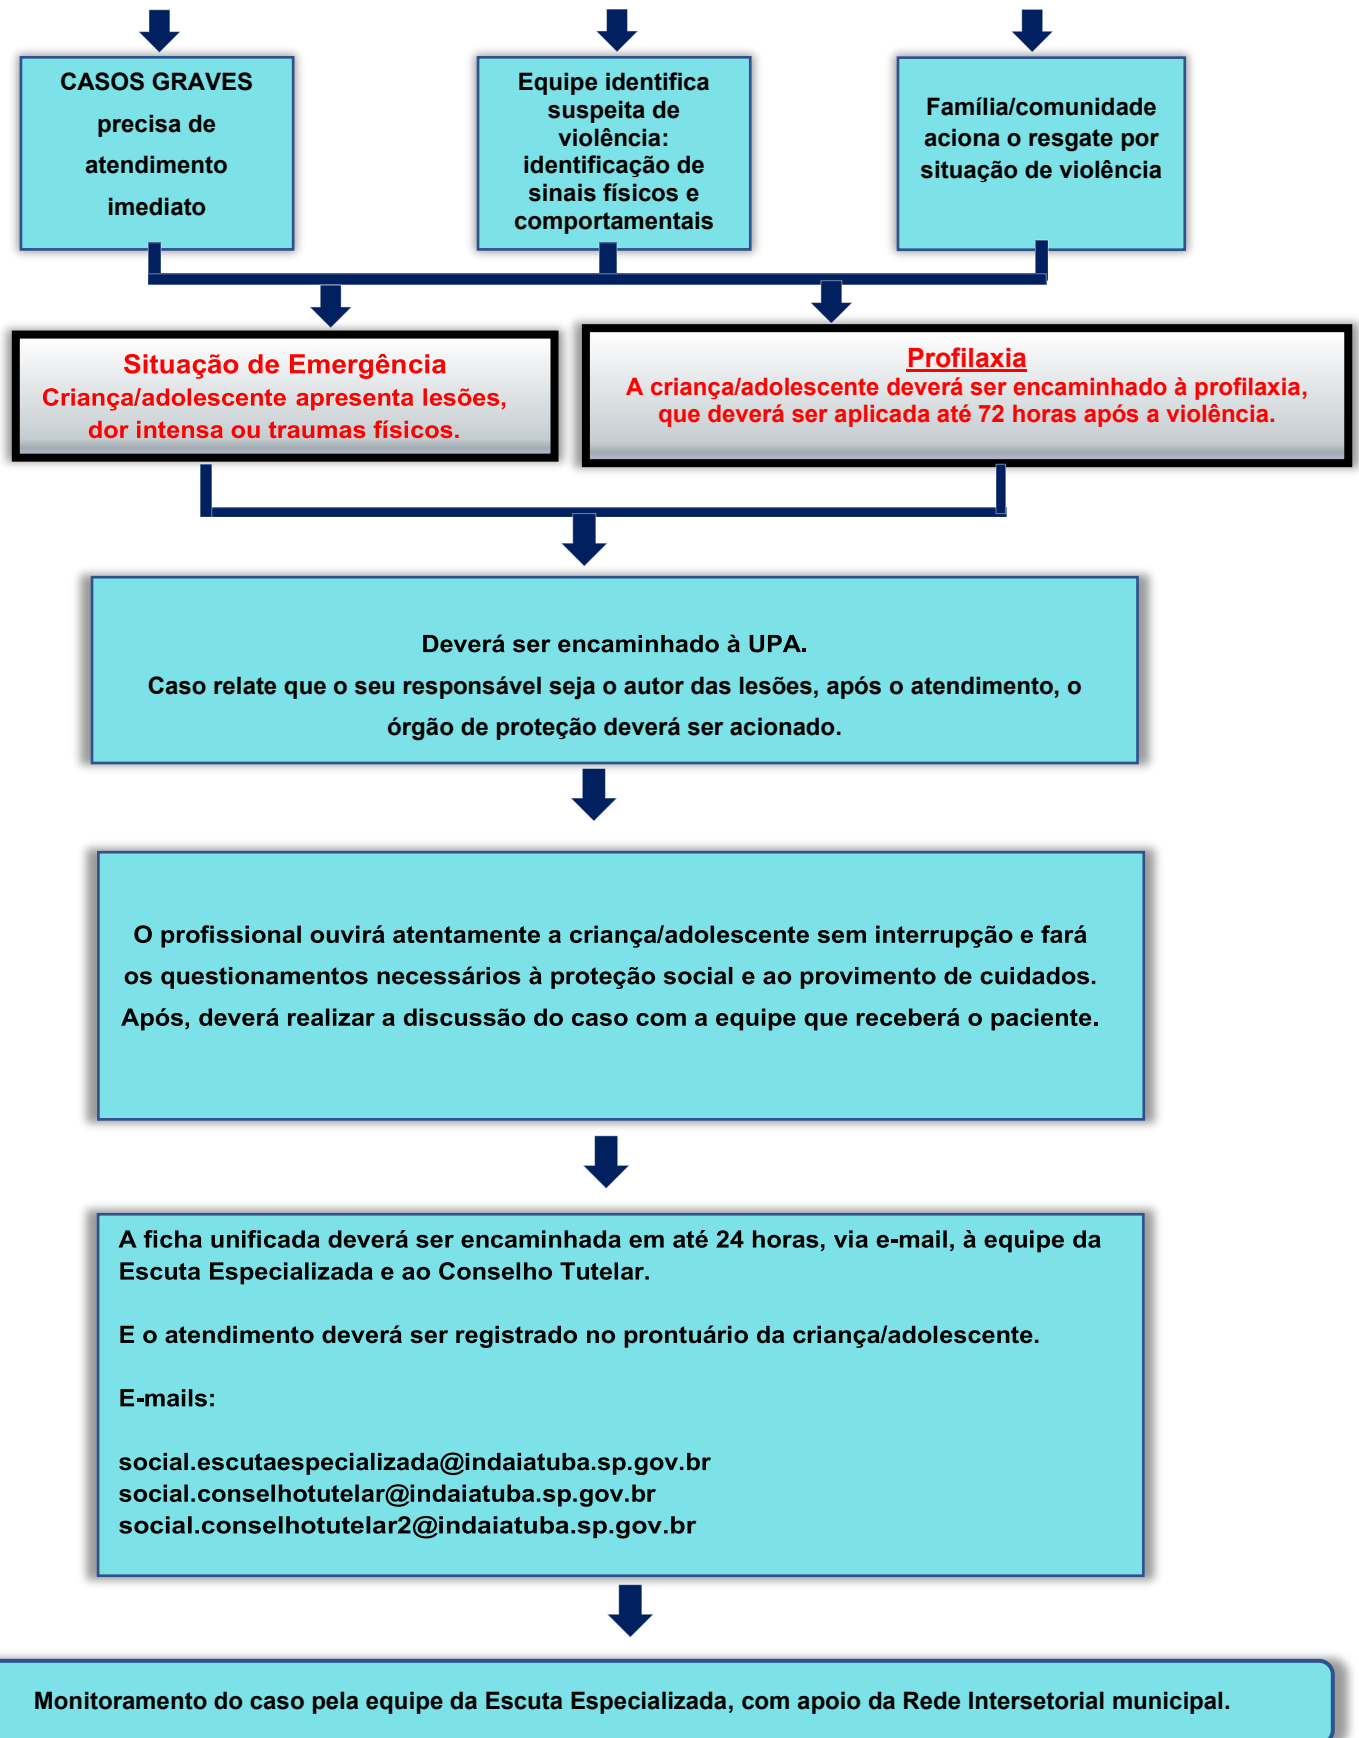 CASOS GRAVES
precisa de
atendimento
imediato
Equipe identifica
suspeita de
violência:
identificação de
sinais físicos e
comportamentais
Família/comunidade
aciona o resgate por
situação de violência
Situação de Emergência
Criança/adolescente apresenta lesões,
dor intensa ou traumas físicos.
Profilaxia
A criança/adolescente deverá ser encaminhado à profilaxia,
que deverá ser aplicada até 72 horas após a violência.
Deverá ser encaminhado à UPA.
Caso relate que o seu responsável seja o autor das lesões, após o atendimento, o
órgão de proteção deverá ser acionado.
O profissional ouvirá atentamente a criança/adolescente sem interrupção e fará
os questionamentos necessários à proteção social e ao provimento de cuidados.
Após, deverá realizar a discussão do caso com a equipe que receberá o paciente.
A ficha unificada deverá ser encaminhada em até 24 horas, via e-mail, à equipe da
Escuta Especializada e ao Conselho Tutelar.
E o atendimento deverá ser registrado no prontuário da criança/adolescente.
E-mails:
social.escutaespecializada@indaiatuba.sp.gov.br
social.conselhotutelar@indaiatuba.sp.gov.br
social.conselhotutelar2@indaiatuba.sp.gov.br
Monitoramento do caso pela equipe da Escuta Especializada, com apoio da Rede Intersetorial municipal.